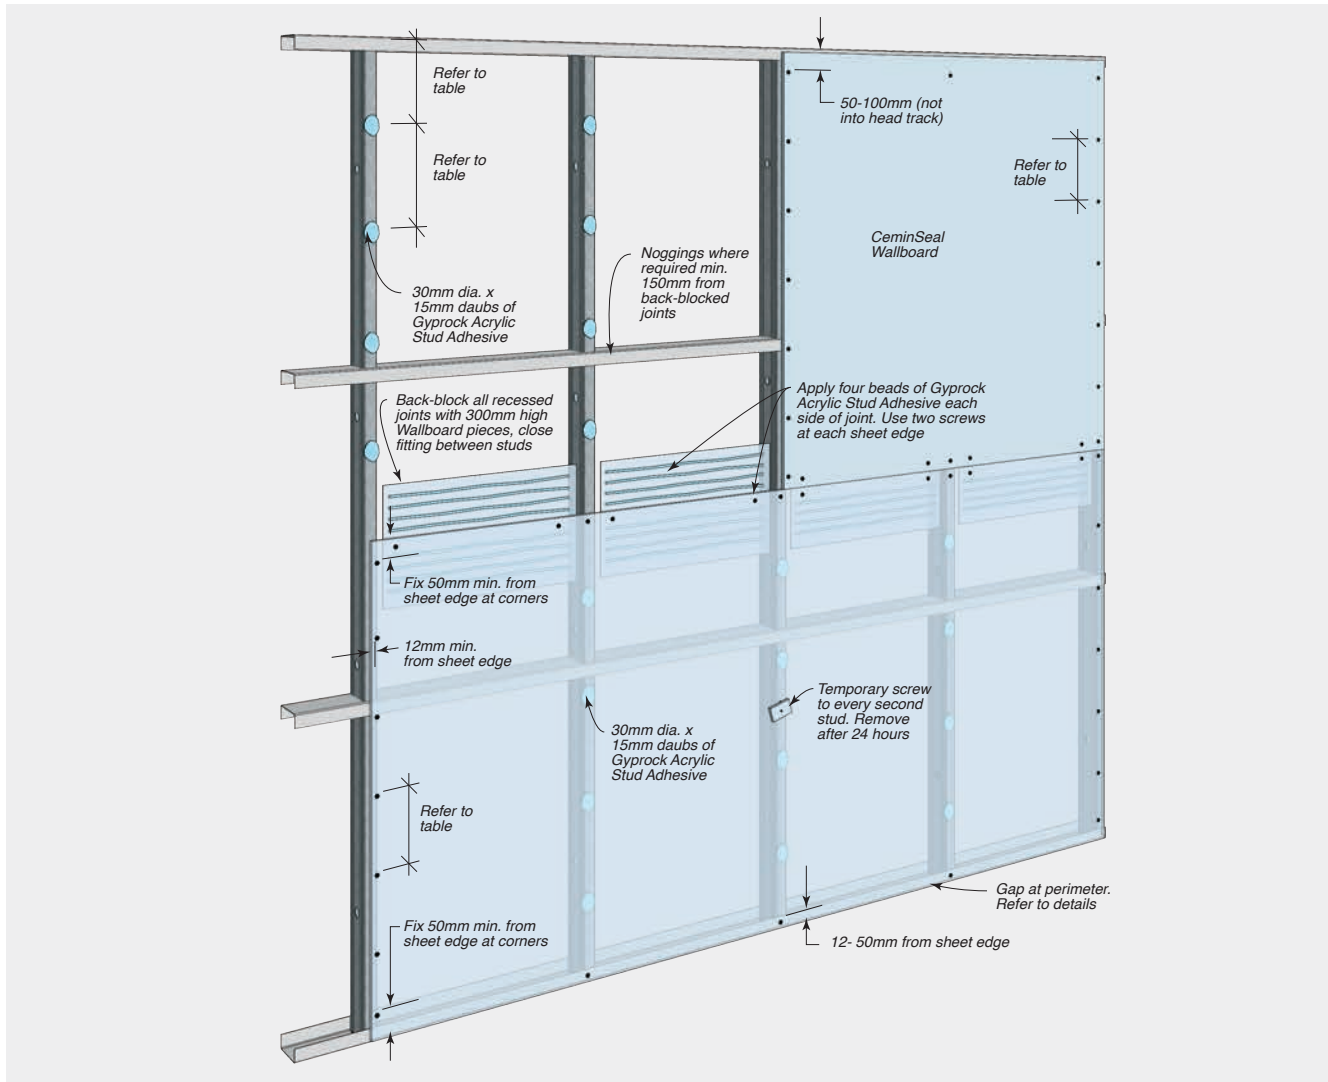 Refer to
table
50-100mm (not
into head track)
Refer to
table
Refer to
table
CeminSeal
Wallboard
Noggings where
required min.
150mm from
back-blocked
joints
30mm dia. x
15mm daubs of
Gyprock Acrylic
Stud Adhesive
Back-block all recessed
joints with 300mm high
Wallboard pieces, close
fitting between studs
Apply four beads of Gyprock
Acrylic Stud Adhesive each
side of joint. Use two screws
at each sheet edge
Fix 50mm min. from
sheet edge at corners
12mm min.
from sheet edge
Temporary screw
to every second
stud. Remove
after 24 hours
30mm dia. x
15mm daubs of
Gyprock Acrylic
Stud Adhesive
Refer to
table
Gap at perimeter.
Refer to details
Fix 50mm min. from
sheet edge at corners
12- 50mm from sheet edge